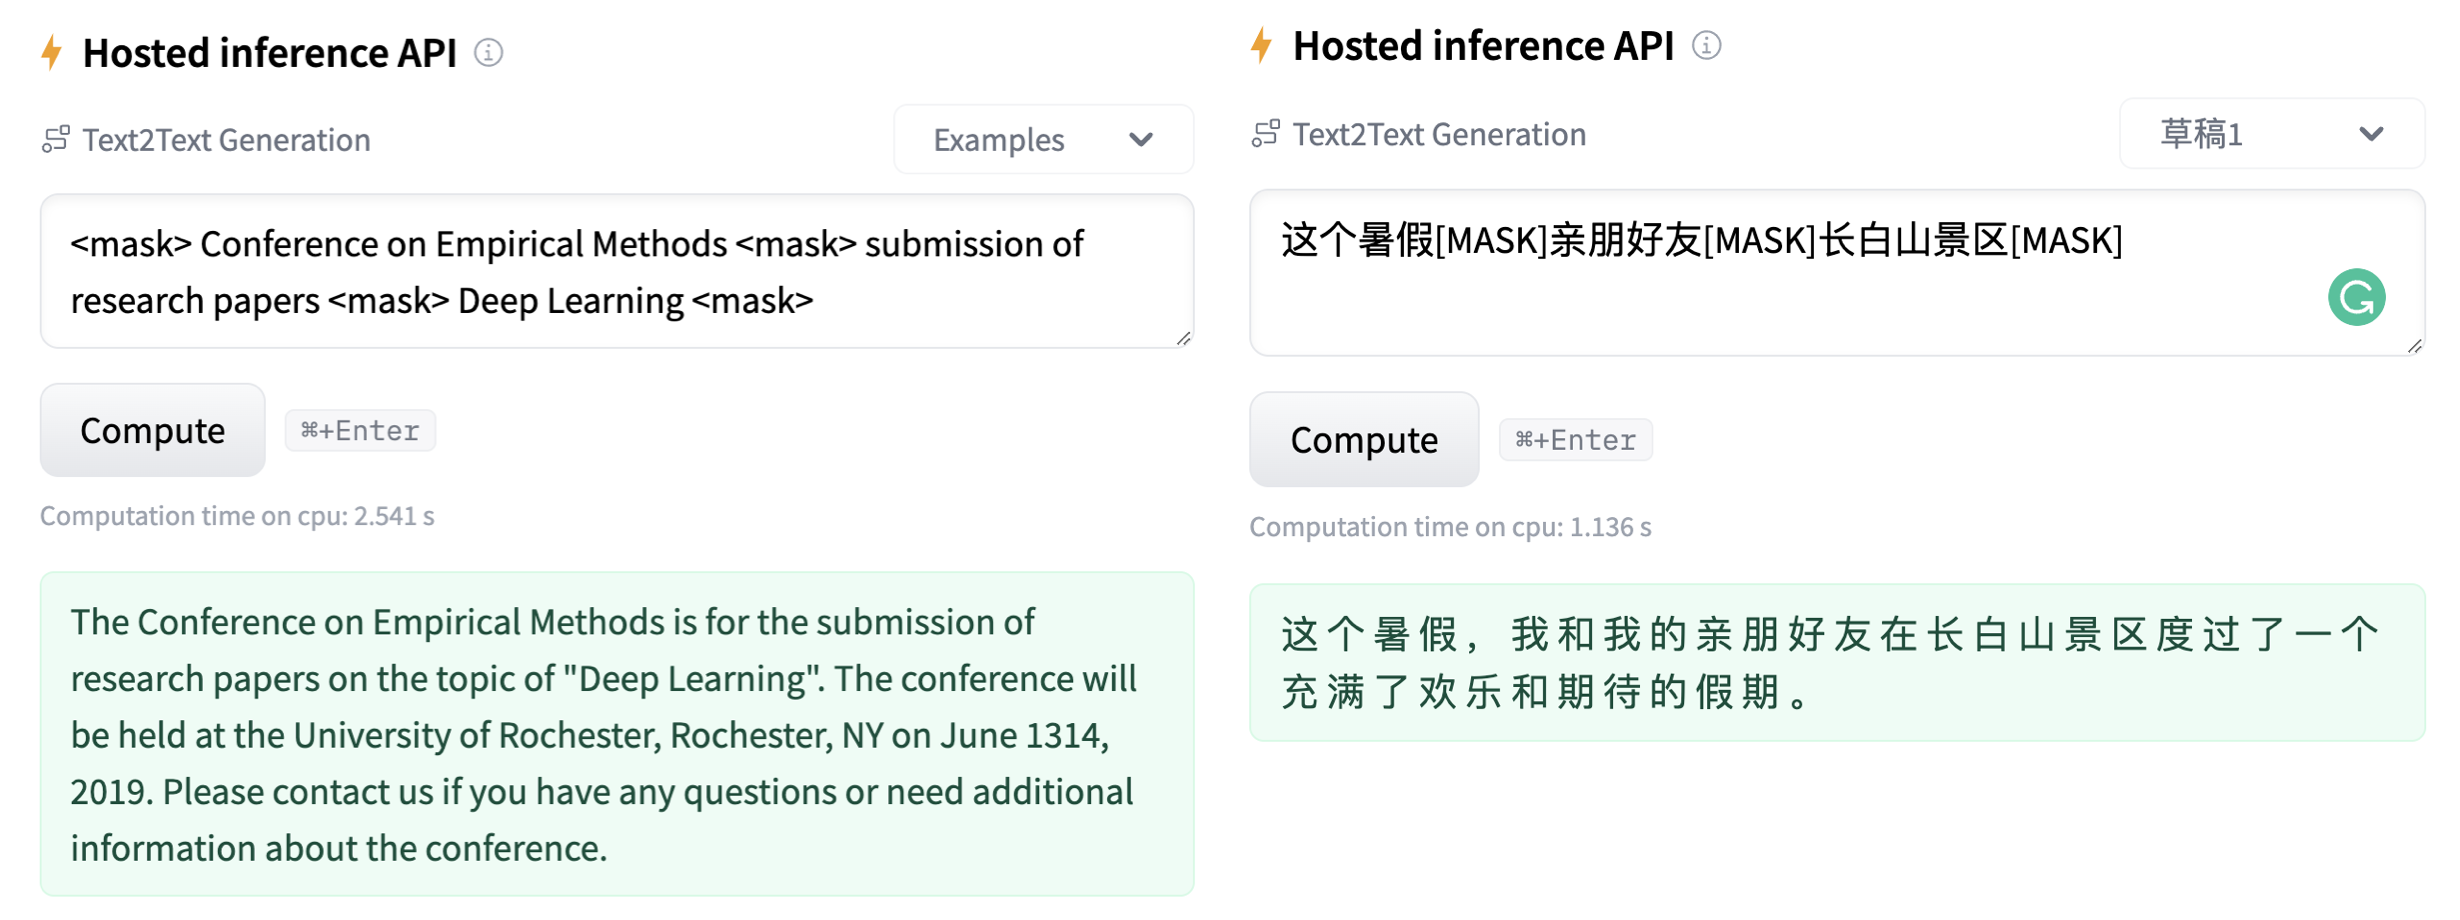 Hosted inference API
Text2Text Generation
Examples
<mask> Conference on Empirical Methods <mask> submission of
research papers <mask> Deep Learning <mask>
Compute
⌘+Enter
Computation time on cpu: 2.541 s
The Conference on Empirical Methods is for the submission of
research papers on the topic of "Deep Learning". The conference will
be held at the University of Rochester, Rochester, NY on June 1314,
2019. Please contact us if you have any questions or need additional
information about the conference.
Hosted inference API
Text2Text Generation
草稿1
这个暑假[MASK]亲朋好友[MASK]长白山景区[MASK]
Compute
⌘+Enter
Computation time on cpu: 1.136 s
这 个 暑 假 , 我 和 我 的 亲 朋 好 友 在 长 白 山 景 区 度 过 了 一 个
充 满 了 欢 乐 和 期 待 的 假 期 。